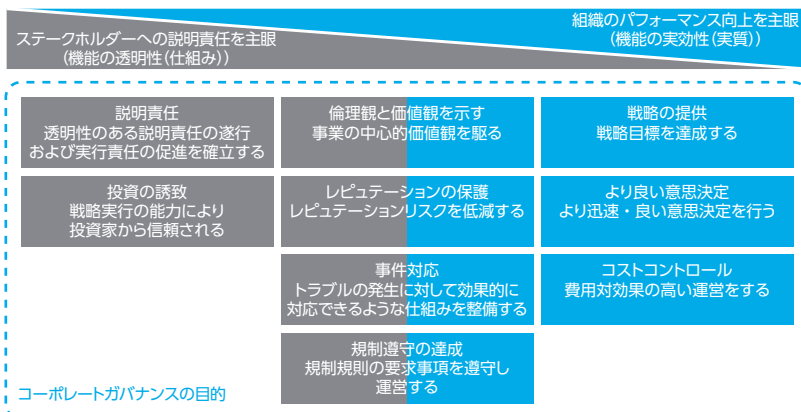 ステークホルダーへの説明責任を主眼
(機能の透明性(仕組み))
組織のパフォーマンス向上を主眼
(機能の実効性(実質))
説明責任
透明性のある説明責任の遂行
および実行責任の促進を確立する
倫理観と価値観を示す
事業の中心的価値観を駆る
戦略の提供
戦略目標を達成する
投資の誘致
戦略実行の能力により
投資家から信頼される
レピュテーションの保護
レピュテーションリスクを低減する
より良い意思決定
より迅速・良い意思決定を行う
事件対応
トラブルの発生に対して効果的に
対応できるような仕組みを整備する
コストコントロール
費用対効果の高い運営をする
規制遵守の達成
規制規則の要求事項を遵守し
運営する
コーポレートガバナンスの目的